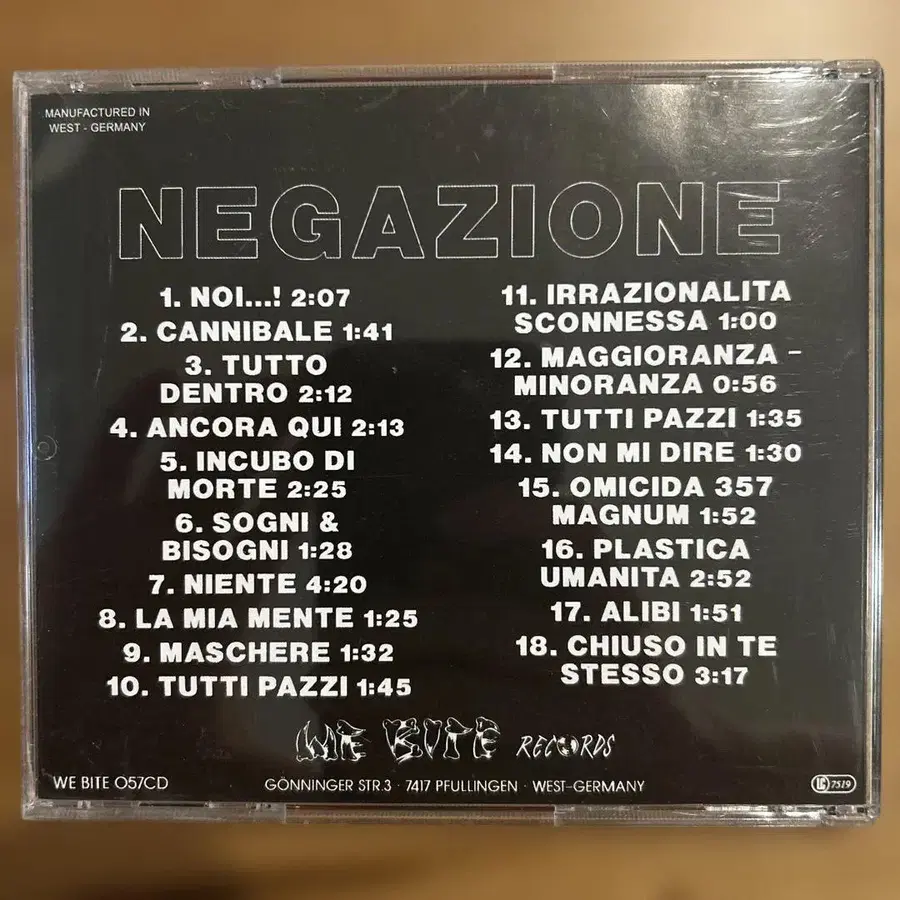 MANUFACTURED IN
WEST - GERMANY
NEGAZIONE
1. NOI...! 2:07
2. CANNIBALE 1:41
3. TUTTO
DENTRO 2:12
4. ANCORA QUI 2:13
5. INCUBO DI
MORTE 2:25
6. SOGNI &
BISOGNI 1:28
7. NIENTE 4:20
8. LA MIA MENTE 1:25
9. MASCHERE 1:32
10. TUTTI PAZZI 1:45
11. IRRAZIONALITA
SCONNESSA 1:00
12. MAGGIORANZA -
MINORANZA 0:56
13. TUTTI PAZZI 1:35
14. NON MI DIRE 1:30
15. OMICIDA 357
MAGNUM 1:52
16. PLASTICA
UMANITA 2:52
17. ALIBI 1:51
18. CHIUSO IN TE
STESSO 3:17
WE BITE RECORDS
WE BITE 057CD
GÖNNINGER STR.3 · 7417 PFULLINGEN · WEST-GERMANY
LC 7519